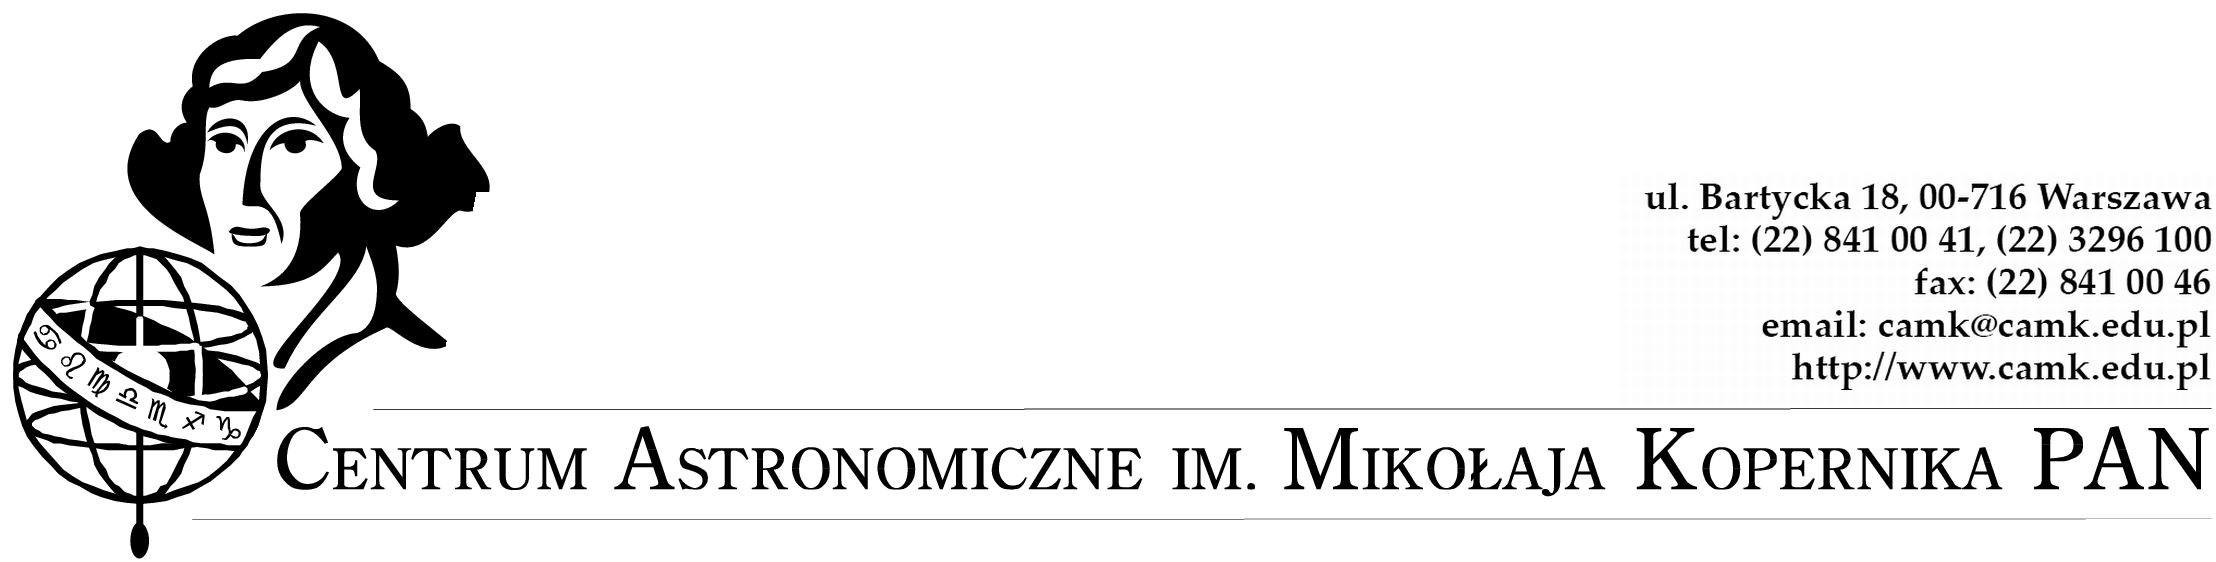 ul. Bartycka 18, 00-716 Warszawa
tel: (22) 841 00 41, (22) 3296 100
fax: (22) 841 00 46
email: camk@camk.edu.pl
http://www.camk.edu.pl
♋ ♌ ♍ ♎ ♏ ♐ ♑
CENTRUM ASTRONOMICZNE IM. MIKOŁAJA KOPERNIKA PAN